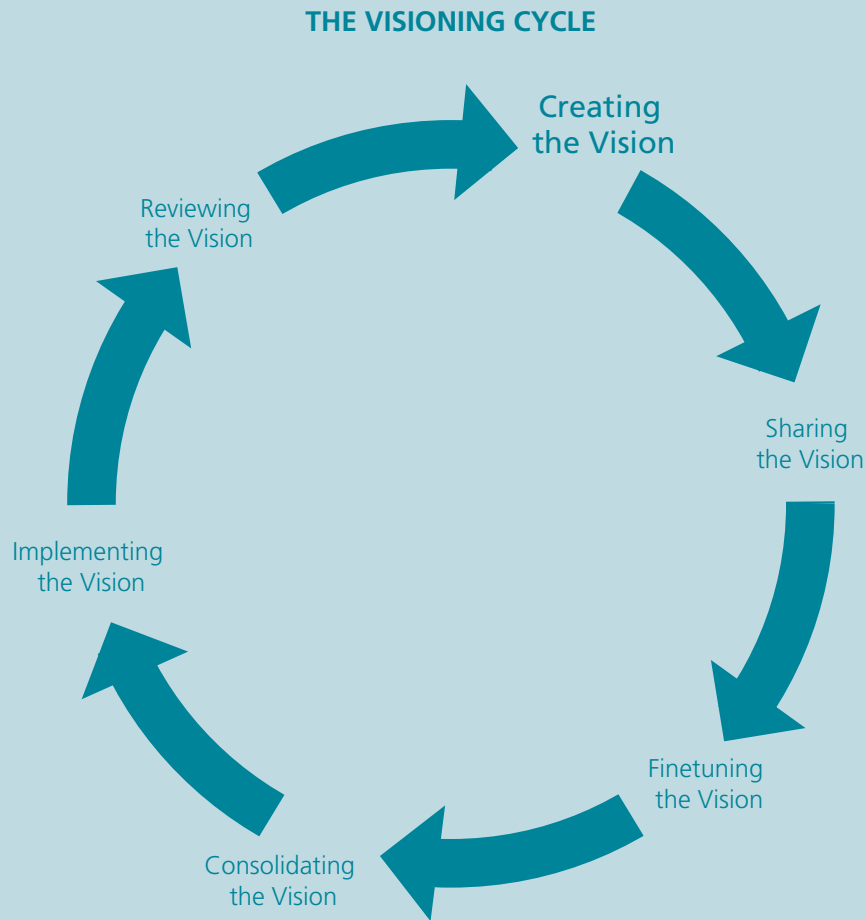 THE VISIONING CYCLE
Creating
the Vision
Sharing
the Vision
Finetuning
the Vision
Consolidating
the Vision
Implementing
the Vision
Reviewing
the Vision